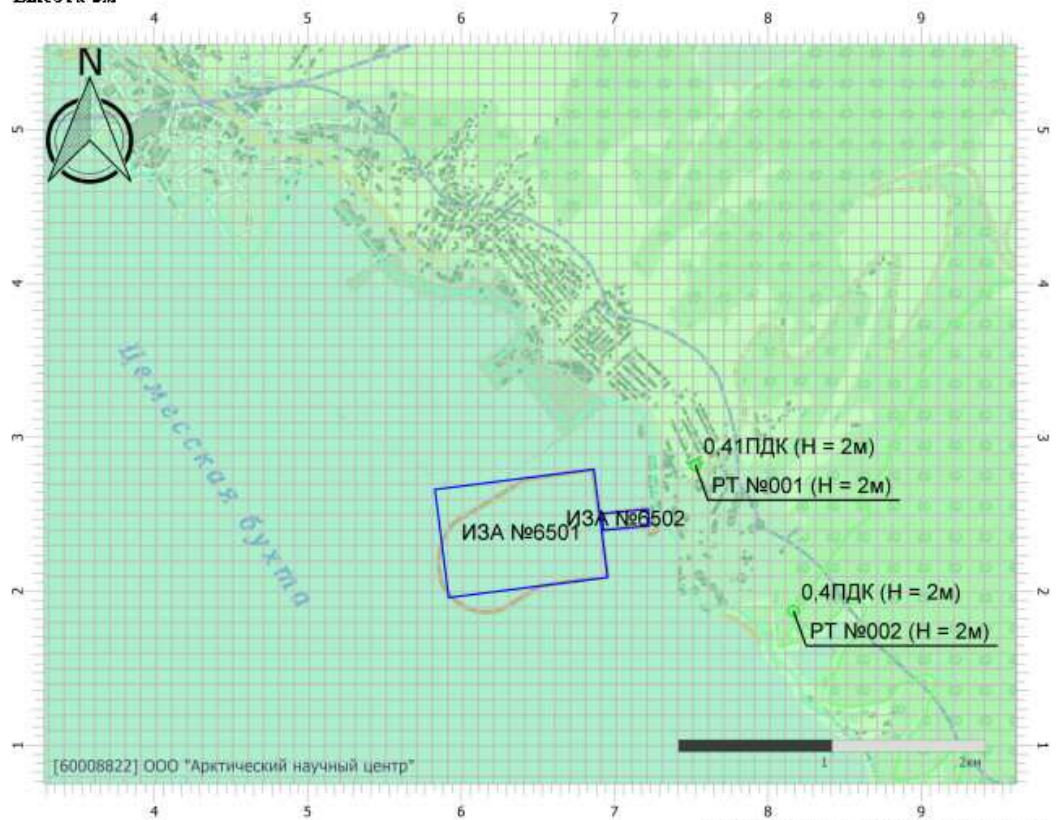 4 5 6 7 8 9
N
5 5
4 4
Цемесская бухта
3 3
0,41ПДК (Н = 2м)
РТ №001 (Н = 2м)
ИЗА №6502
ИЗА №6501
2 2
0,4ПДК (Н = 2м)
РТ №002 (Н = 2м)
1 1
1 2км
[60008822] ООО "Арктический научный центр"
4 5 6 7 8 9